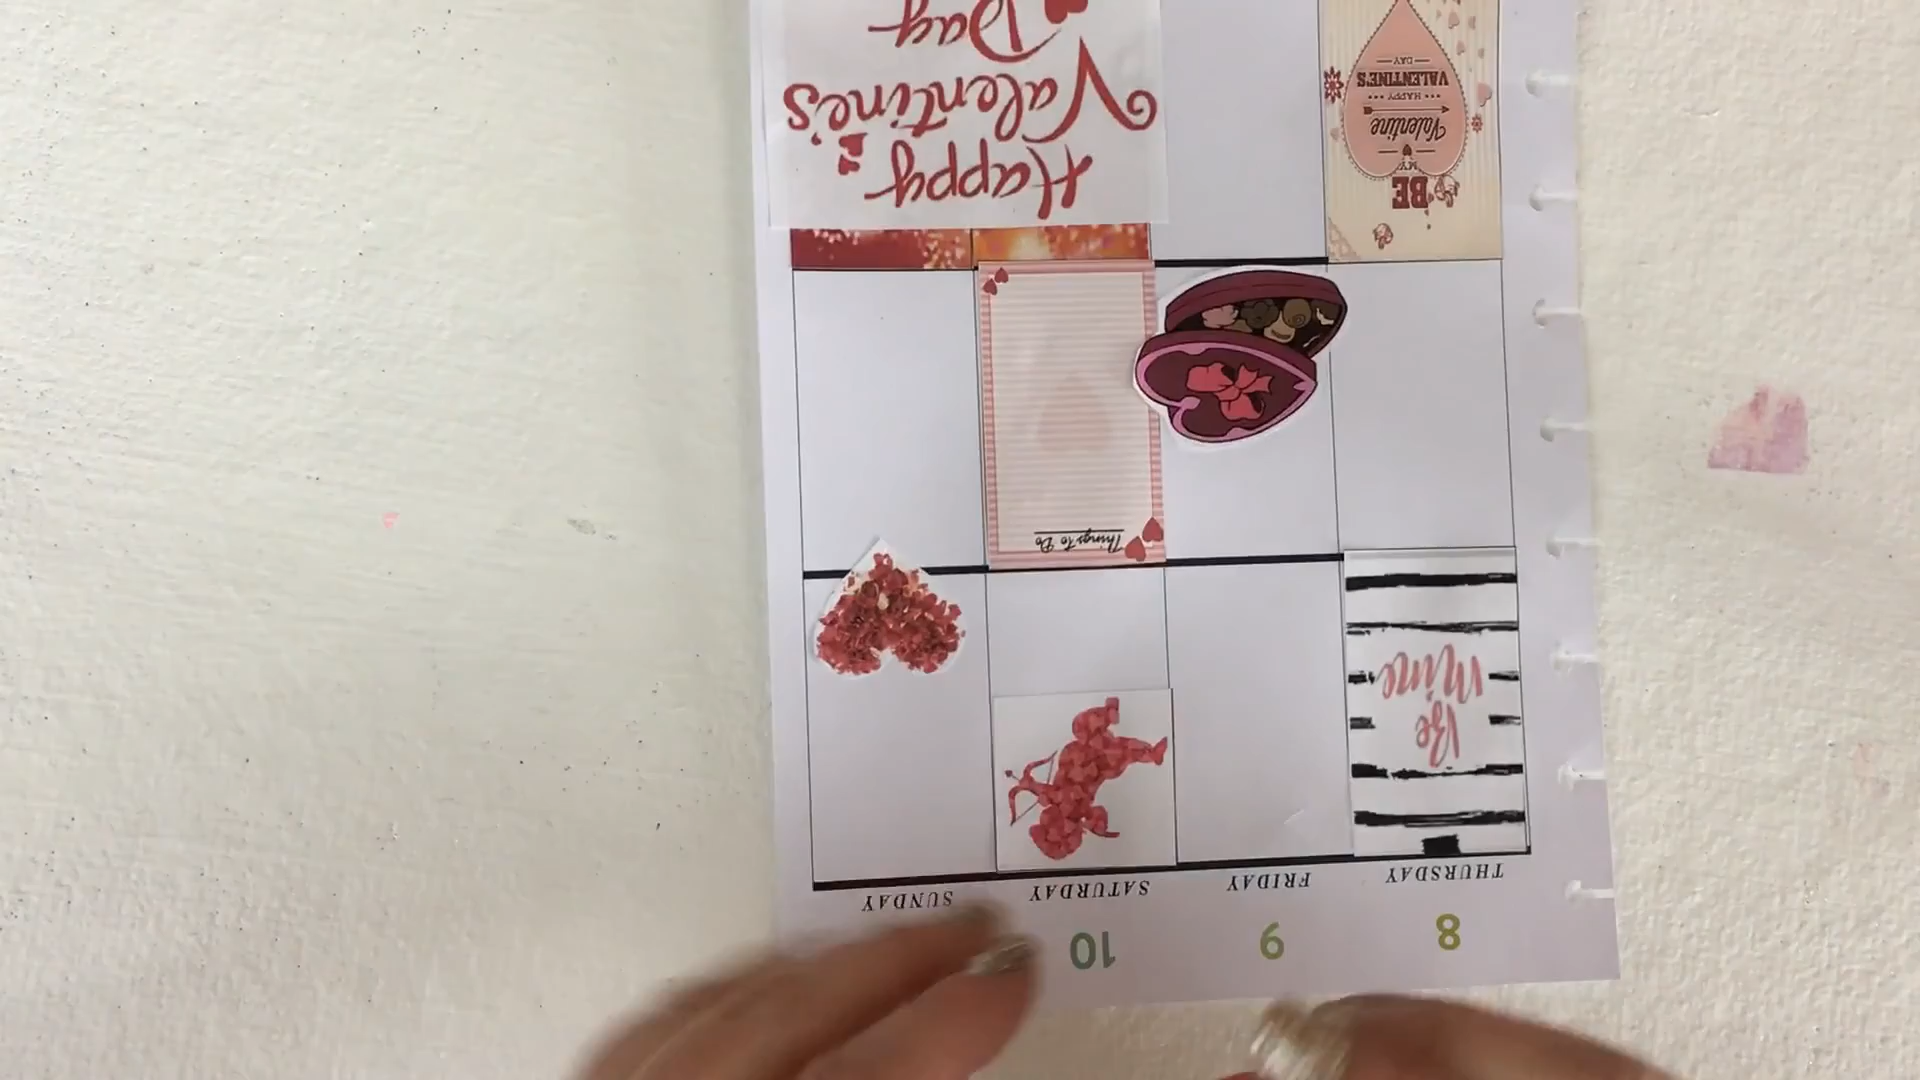 8
9
10
THURSDAY
FRIDAY
SATURDAY
SUNDAY
Be
Mine
Things To Do
BE
MY
Valentine
HAPPY
VALENTINE'S
DAY
Happy
Valentine's
Day